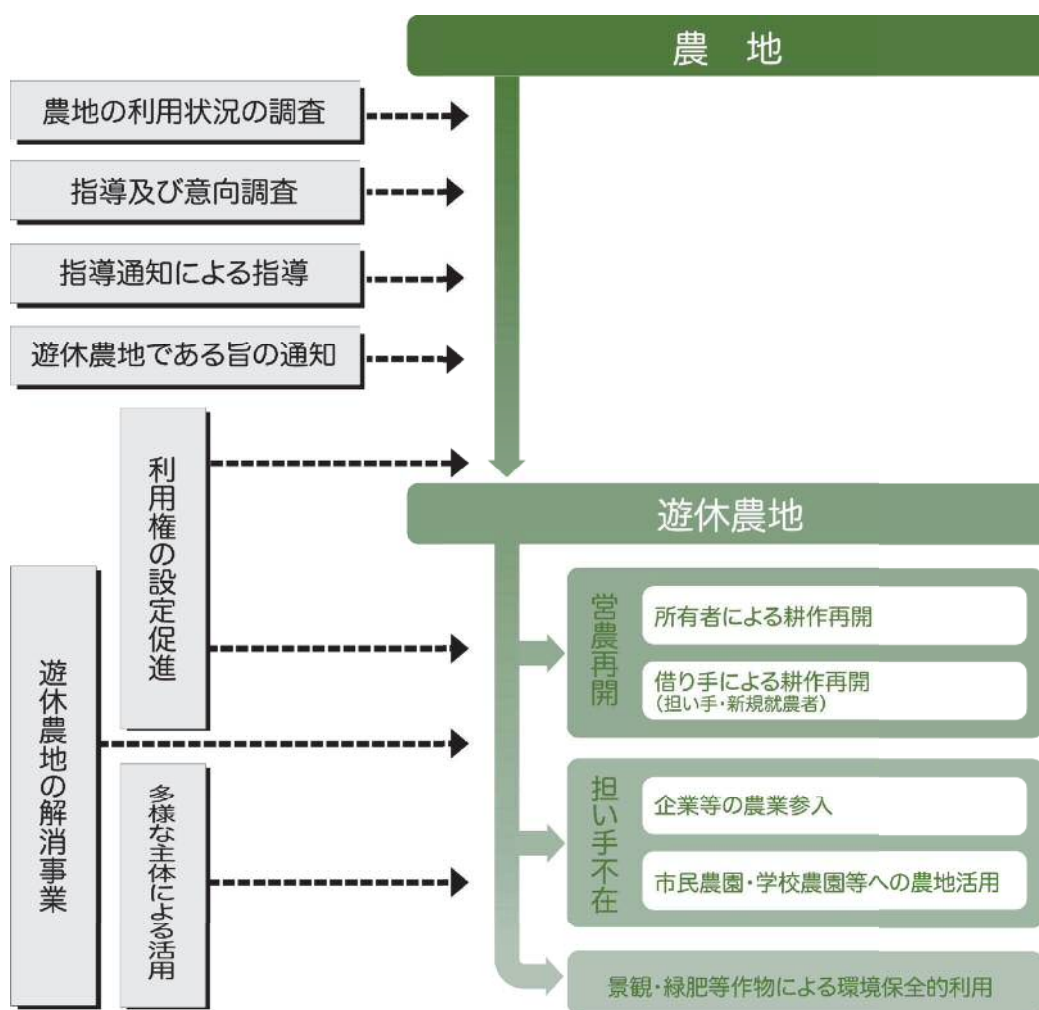 農　地
農地の利用状況の調査
指導及び意向調査
指導通知による指導
遊休農地である旨の通知
利用権の設定促進
遊休農地
遊休農地の解消事業
営農再開
所有者による耕作再開
借り手による耕作再開
(担い手・新規就農者)
多様な主体による活用
担い手不在
企業等の農業参入
市民農園・学校農園等への農地活用
景観・緑肥等作物による環境保全的利用